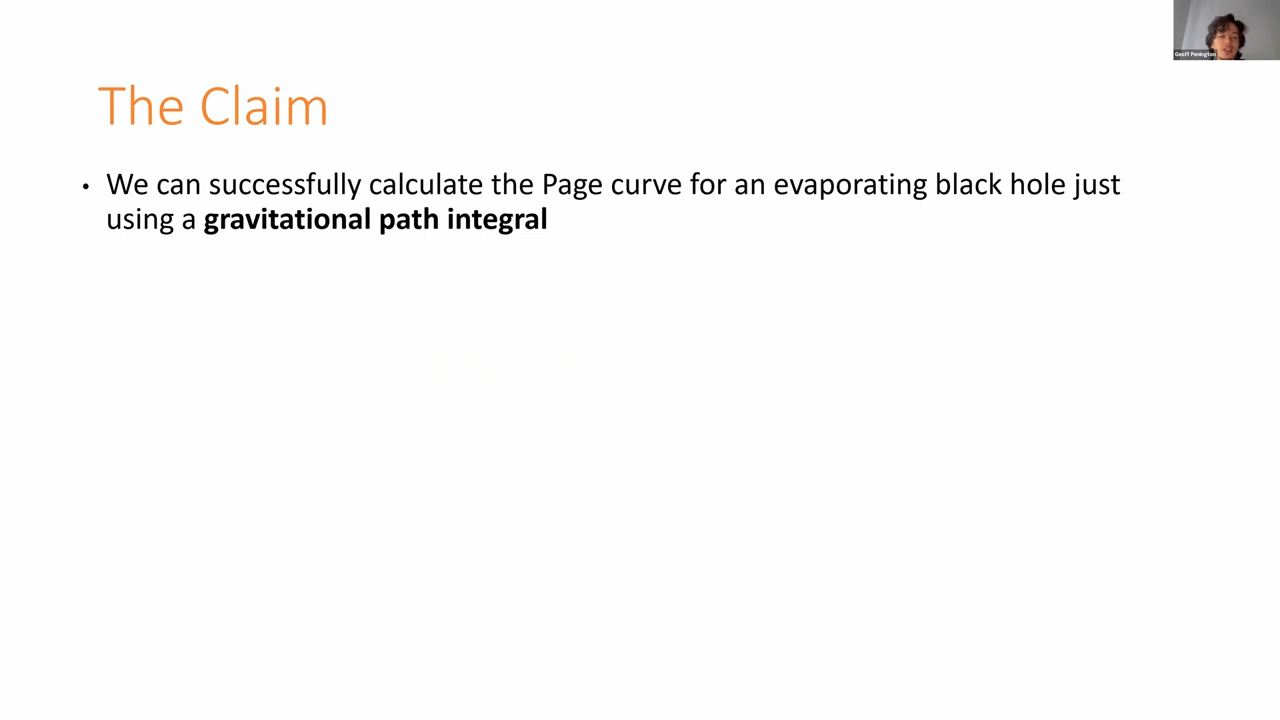 Geoff Penington
The Claim
• We can successfully calculate the Page curve for an evaporating black hole just
using a gravitational path integral